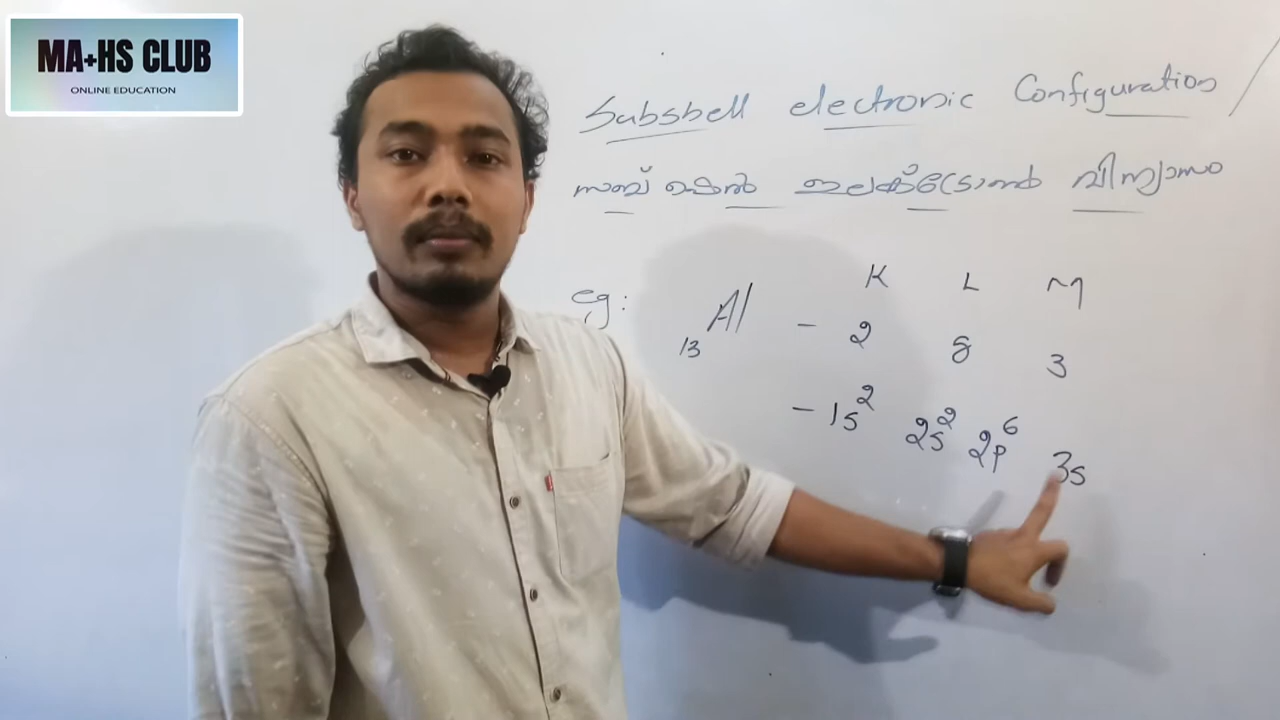 MA+HS CLUB
ONLINE EDUCATION
Subshell electronic Configuration
സബ് ഷെൽ ഇലക്ട്രോൺ വിന്യാസം
eg: 13Al - K L M
2 8 3
- 1s² 2s² 2p⁶ 3s